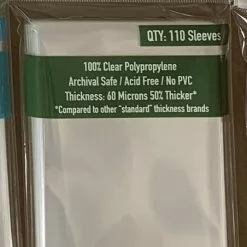 QTY: 110 Sleeves
100% Clear Polypropylene
Archival Safe / Acid Free / No PVC
Thickness: 60 Microns 50% Thicker*
*Compared to other "standard" thickness brands